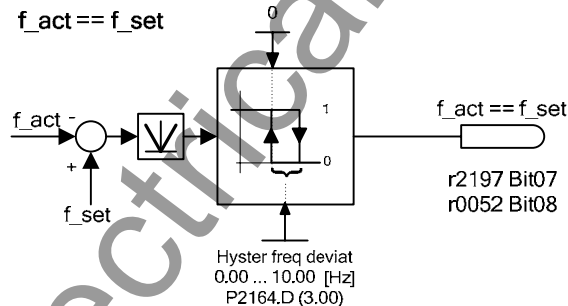 f_act == f_set
0
f_act -
+
f_set
1
0
f_act == f_set
r2197 Bit07
r0052 Bit08
Hyster freq deviat
0.00 ... 10.00 [Hz]
P2164.D (3.00)